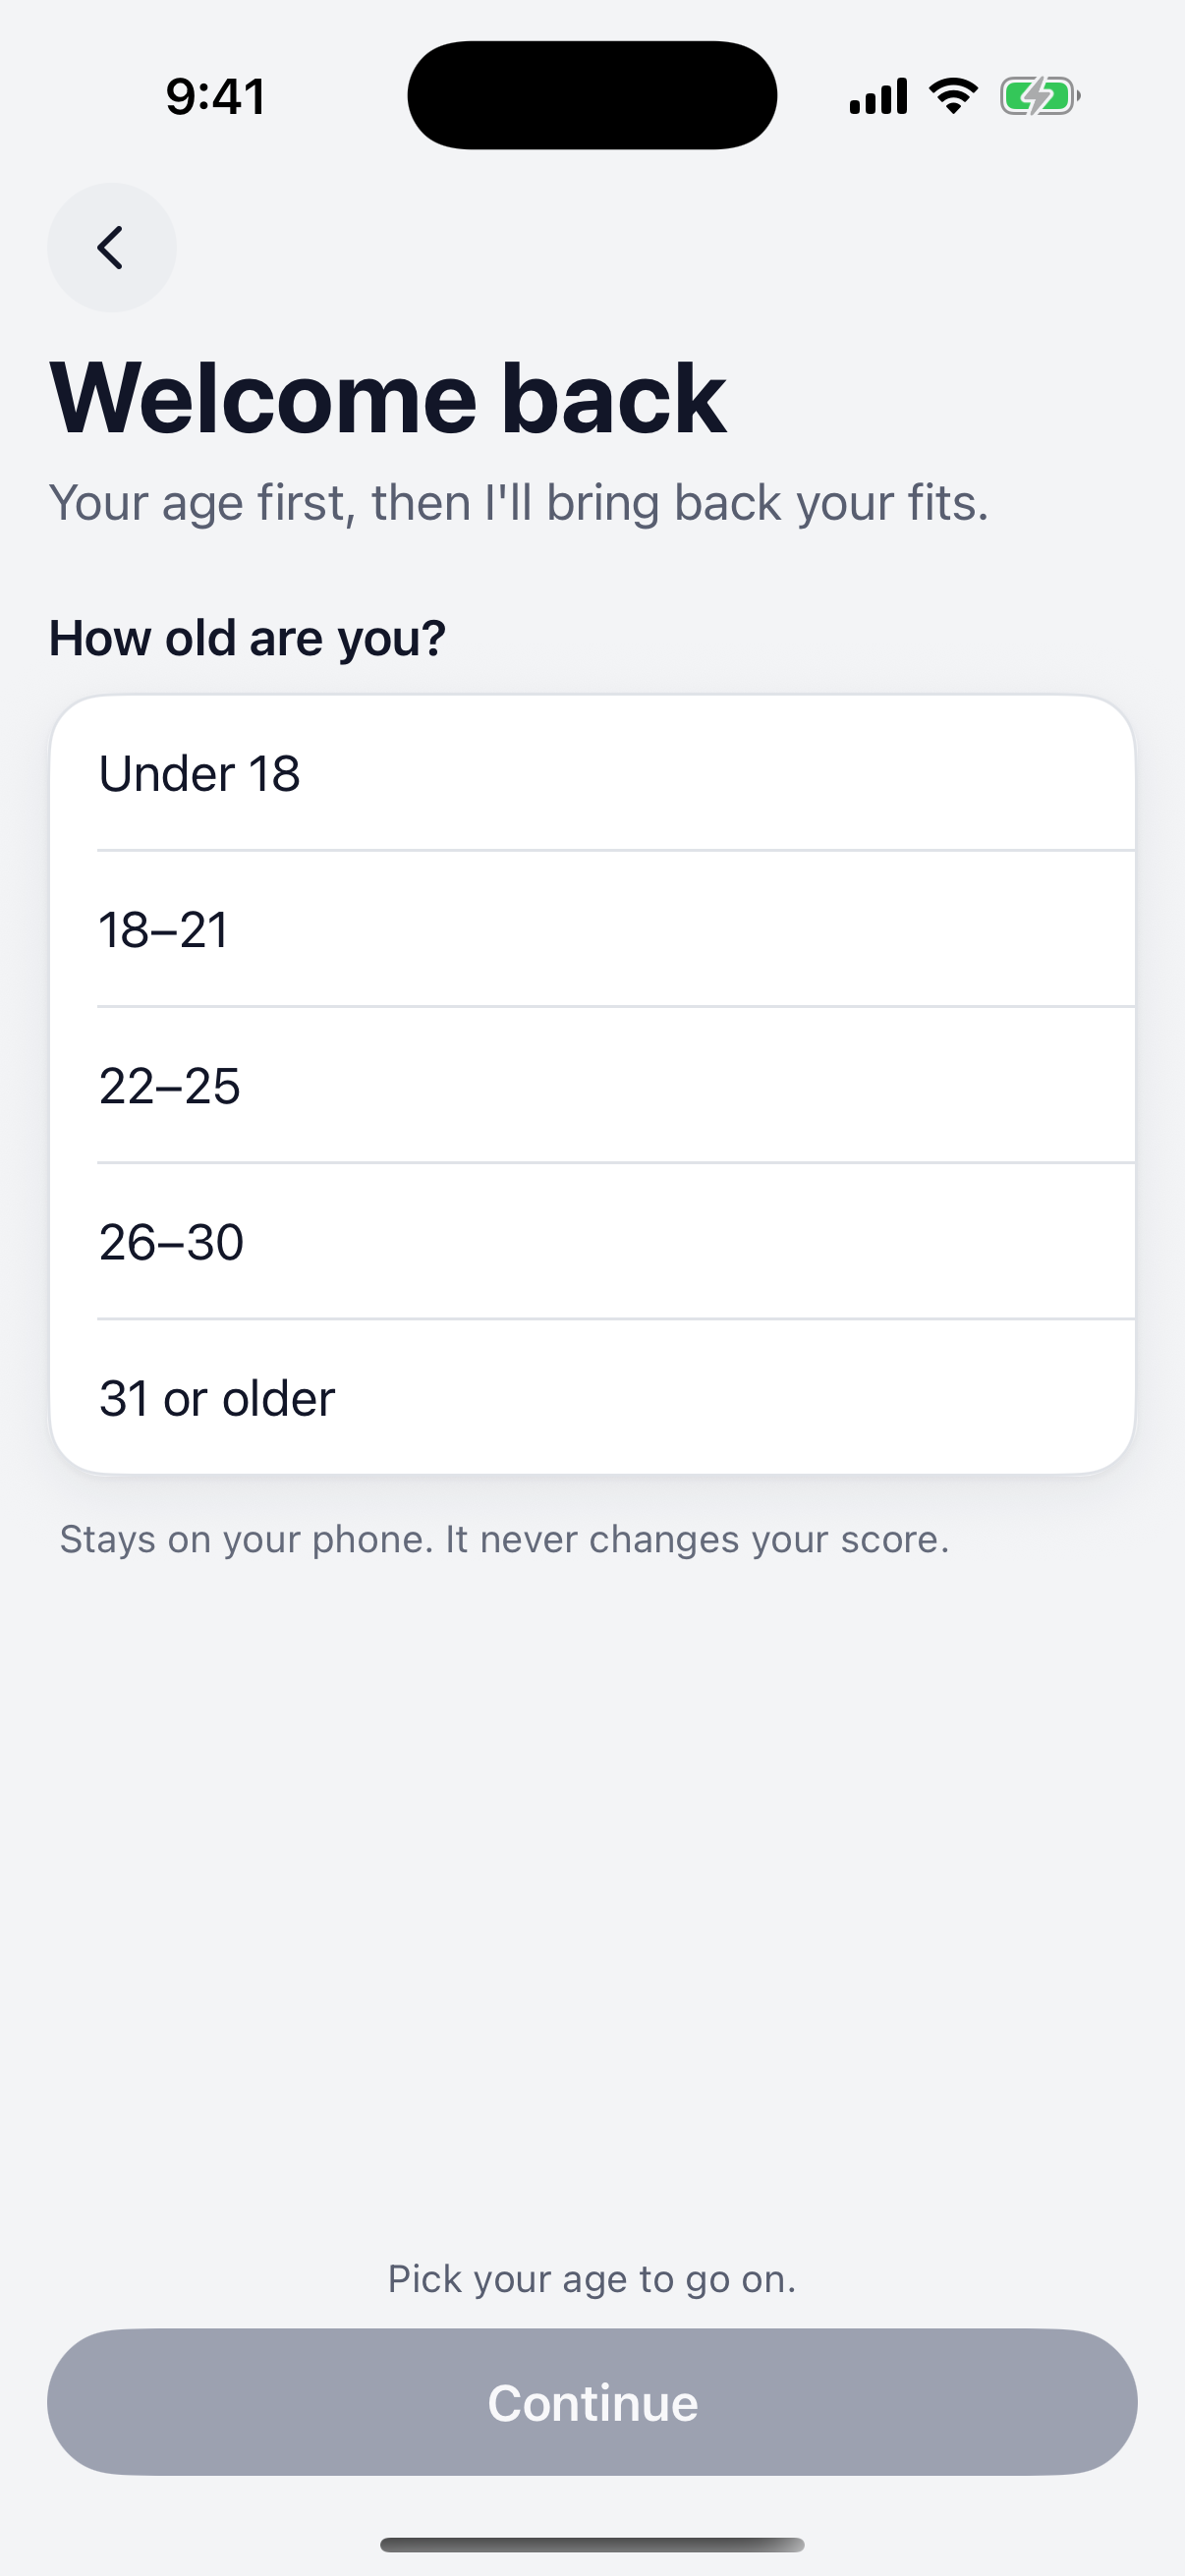 9:41
Welcome back
Your age first, then I'll bring back your fits.
How old are you?
Under 18
18–21
22–25
26–30
31 or older
Stays on your phone. It never changes your score.
Pick your age to go on.
Continue